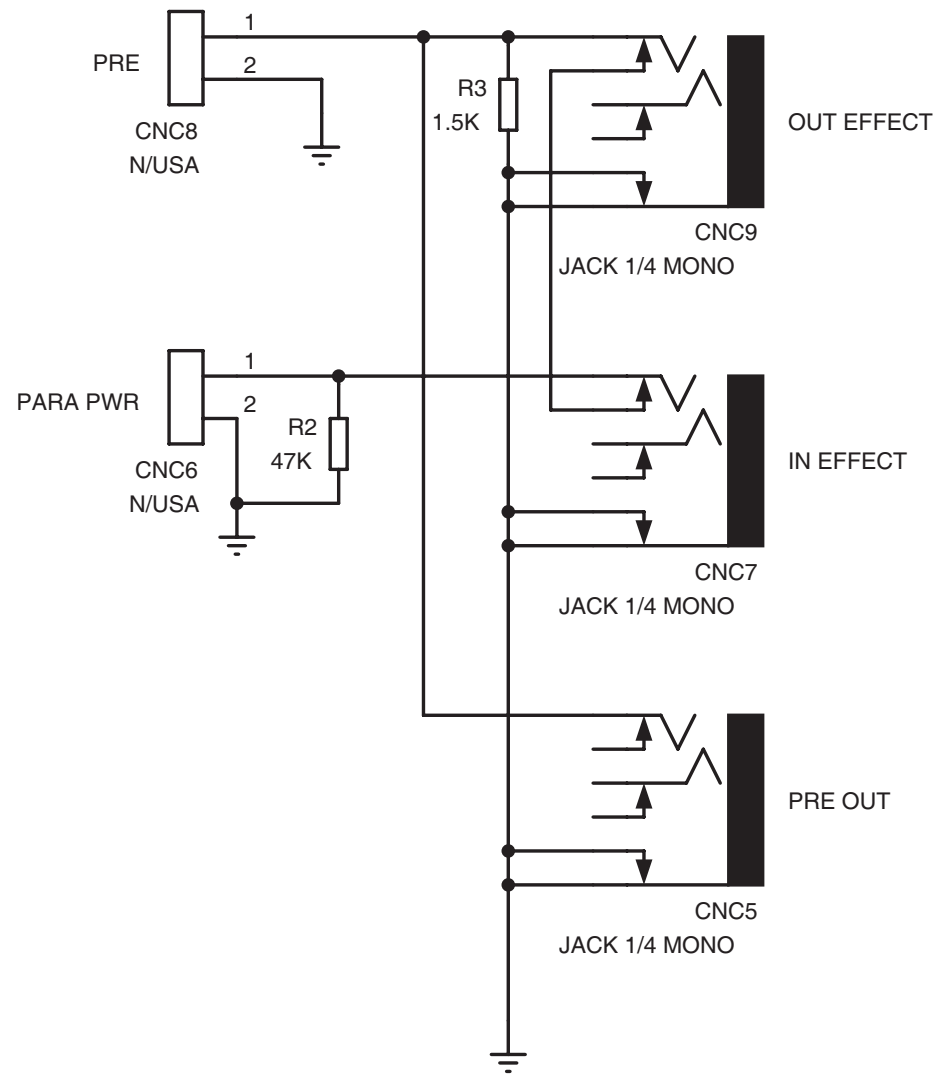 1
PRE
2
R3
1.5K
CNC8
N/USA
OUT EFFECT
CNC9
JACK 1/4 MONO
1
PARA PWR
2
R2
47K
CNC6
N/USA
IN EFFECT
CNC7
JACK 1/4 MONO
PRE OUT
CNC5
JACK 1/4 MONO